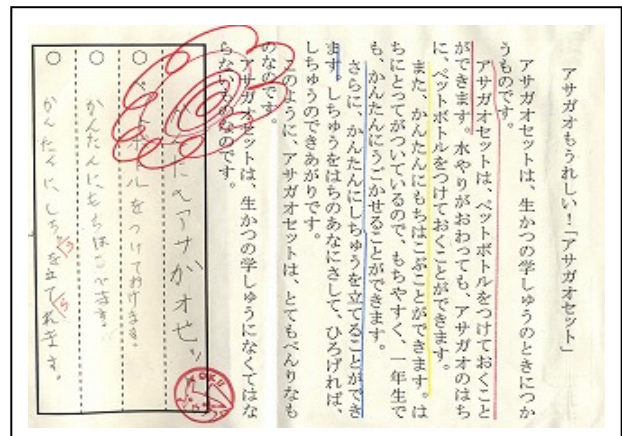 アサガオもうれしい！「アサガオセット」
アサガオセットは、生かつの学しゅうのときにつか
うものです。
アサガオセットは、ペットボトルをつけておくこと
ができます。水やりがおわっても、アサガオのはち
に、ペットボトルをつけておくことができます。
また、かんたんにもちはこぶことができます。は
ちにとってがついているので、もちやすく、一年生で
も、かんたんにうごかせることができます。
さらに、かんたんにしちゅうを立てることができ
ます。しちゅうをはちのあなにさして、ひろげれば、
しちゅうのできあがりです。
このように、アサガオセットは、とてもべんりなも
のなのです。
アサガオセットは、生かつの学しゅうになくてはな
らないものなのです。
アサガオセッ
ペットボトルをつけておけます。
かんたんにもちはこべます。
かんたんに、しちゅうを立てれます。
ら